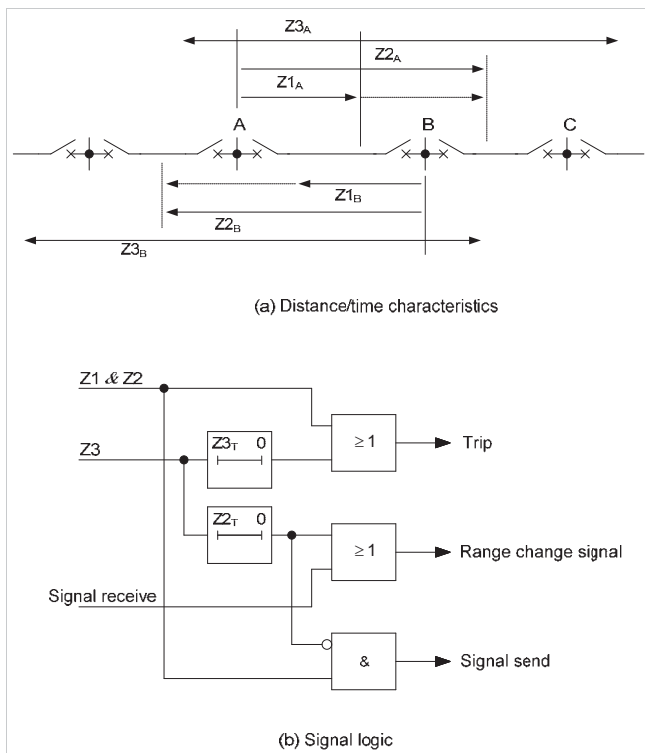 Z3A
Z2A
Z1A
A B C
Z1B
Z2B
Z3B
(a) Distance/time characteristics
Z1 & Z2
Z3
Z3T 0
≥ 1
Trip
Z2T 0
≥ 1
Range change signal
Signal receive
&
Signal send
(b) Signal logic